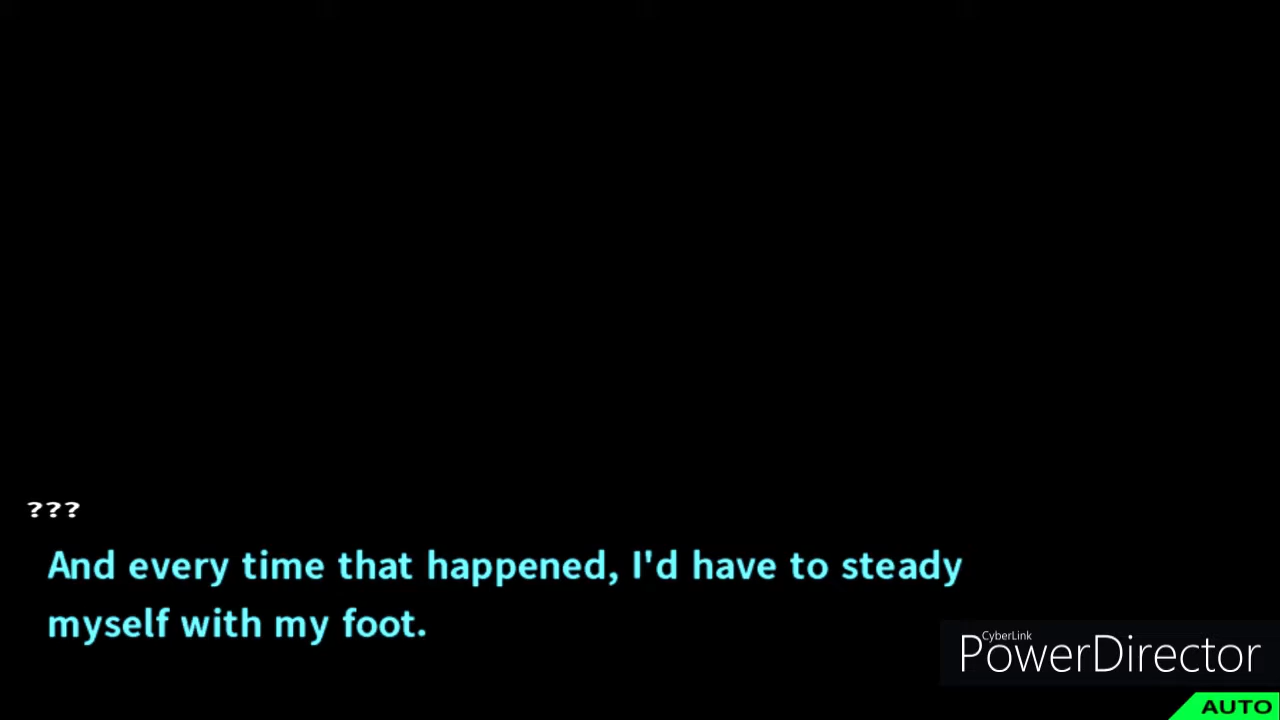 ???
And every time that happened, I'd have to steady
myself with my foot.
CyberLink
PowerDirector
AUTO